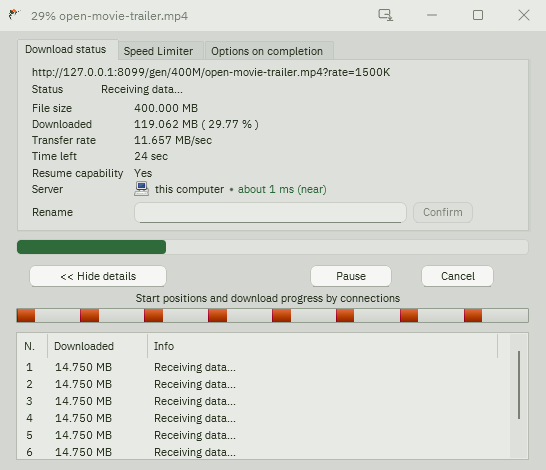 29% open-movie-trailer.mp4
Download status Speed Limiter Options on completion
http://127.0.0.1:8099/gen/400M/open-movie-trailer.mp4?rate=1500K
Status Receiving data...
File size 400.000 MB
Downloaded 119.062 MB ( 29.77 % )
Transfer rate 11.657 MB/sec
Time left 24 sec
Resume capability Yes
Server this computer • about 1 ms (near)
Rename Confirm
<< Hide details Pause Cancel
Start positions and download progress by connections
N. Downloaded Info
1 14.750 MB Receiving data...
2 14.750 MB Receiving data...
3 14.750 MB Receiving data...
4 14.750 MB Receiving data...
5 14.750 MB Receiving data...
6 14.750 MB Receiving data...